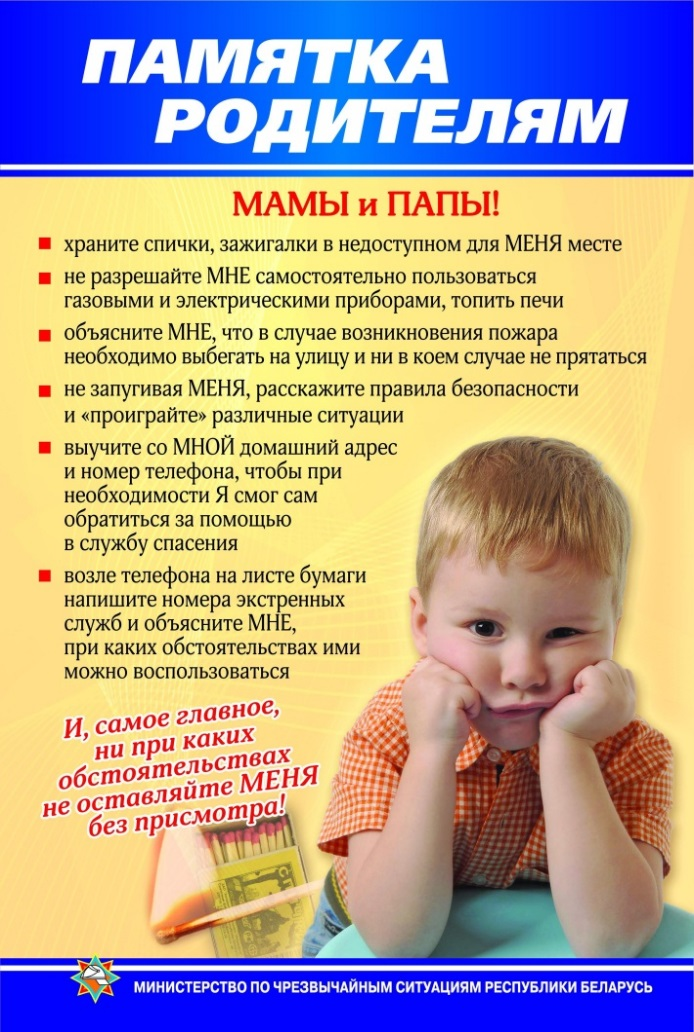 ПАМЯТКА
РОДИТЕЛЯМ
МАМЫ и ПАПЫ!
храните спички, зажигалки в недоступном для МЕНЯ месте
не разрешайте МНЕ самостоятельно пользоваться
газовыми и электрическими приборами, топить печи
объясните МНЕ, что в случае возникновения пожара
необходимо выбегать на улицу и ни в коем случае не прятаться
не запугивая МЕНЯ, расскажите правила безопасности
и «проиграйте» различные ситуации
выучите со МНОЙ домашний адрес
и номер телефона, чтобы при
необходимости Я смог сам
обратиться за помощью
в службу спасения
возле телефона на листе бумаги
напишите номера экстренных
служб и объясните МНЕ,
при каких обстоятельствах ими
можно воспользоваться
И, самое главное,
ни при каких
обстоятельствах
не оставляйте МЕНЯ
без присмотра!
МИНИСТЕРСТВО ПО ЧРЕЗВЫЧАЙНЫМ СИТУАЦИЯМ РЕСПУБЛИКИ БЕЛАРУСЬ